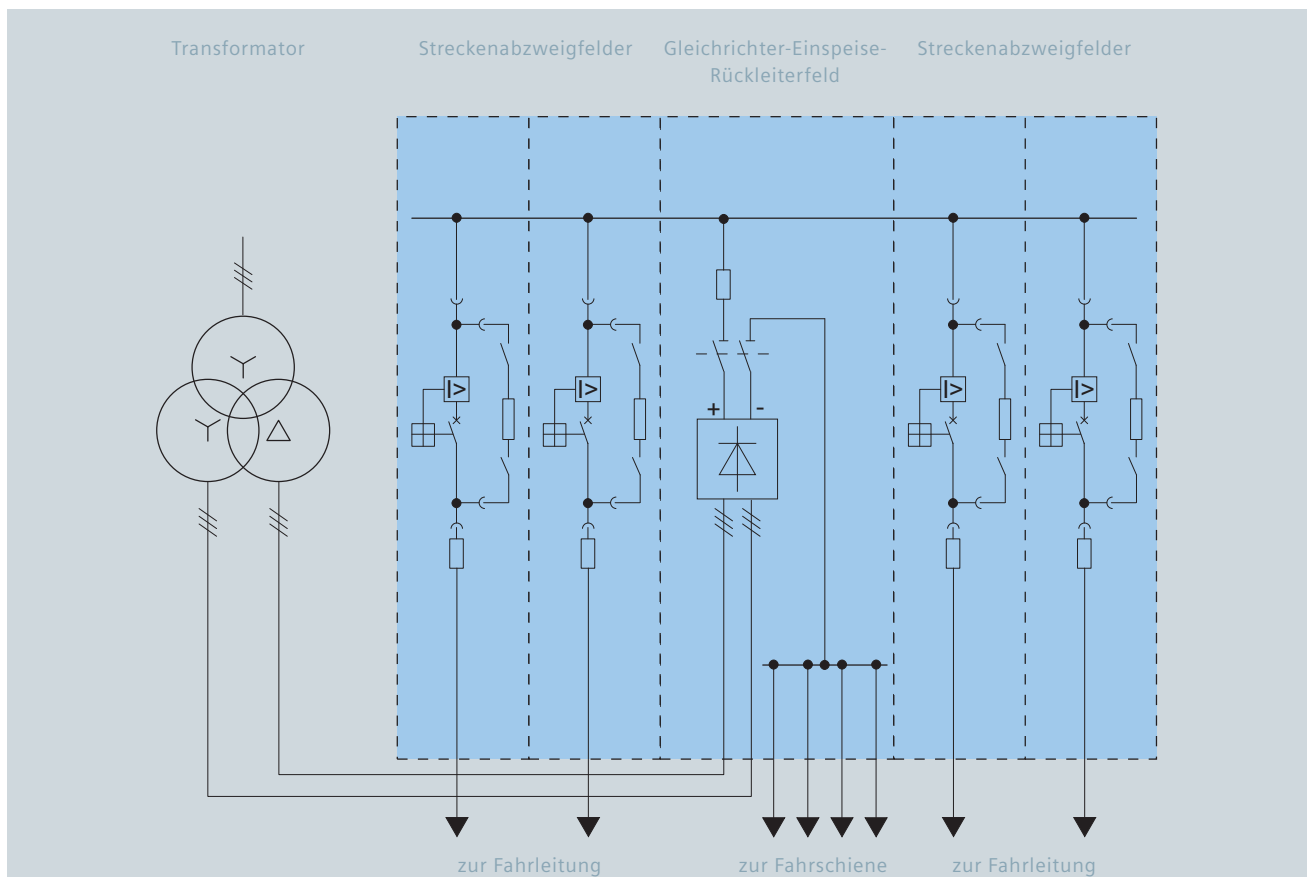 Transformator
Streckenabzweigfelder
Gleichrichter-Einspeise-
Rückleiterfeld
Streckenabzweigfelder
I>
I>
I>
I>
+ -
zur Fahrleitung
zur Fahrschiene
zur Fahrleitung